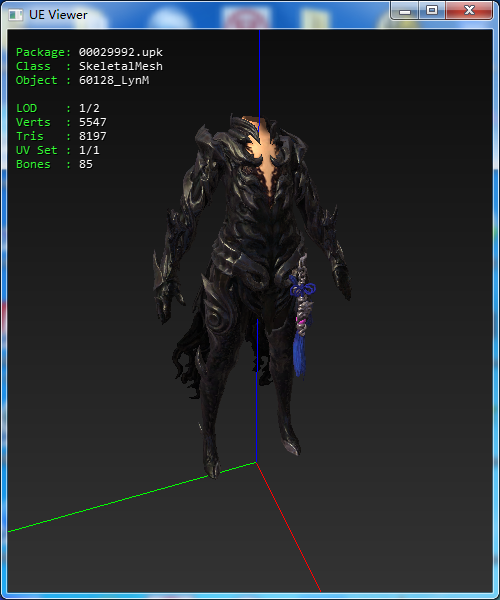 UE Viewer
Package: 00029992.upk
Class : SkeletalMesh
Object : 60128_LynM
LOD : 1/2
Verts : 5547
Tris : 8197
UV Set : 1/1
Bones : 85